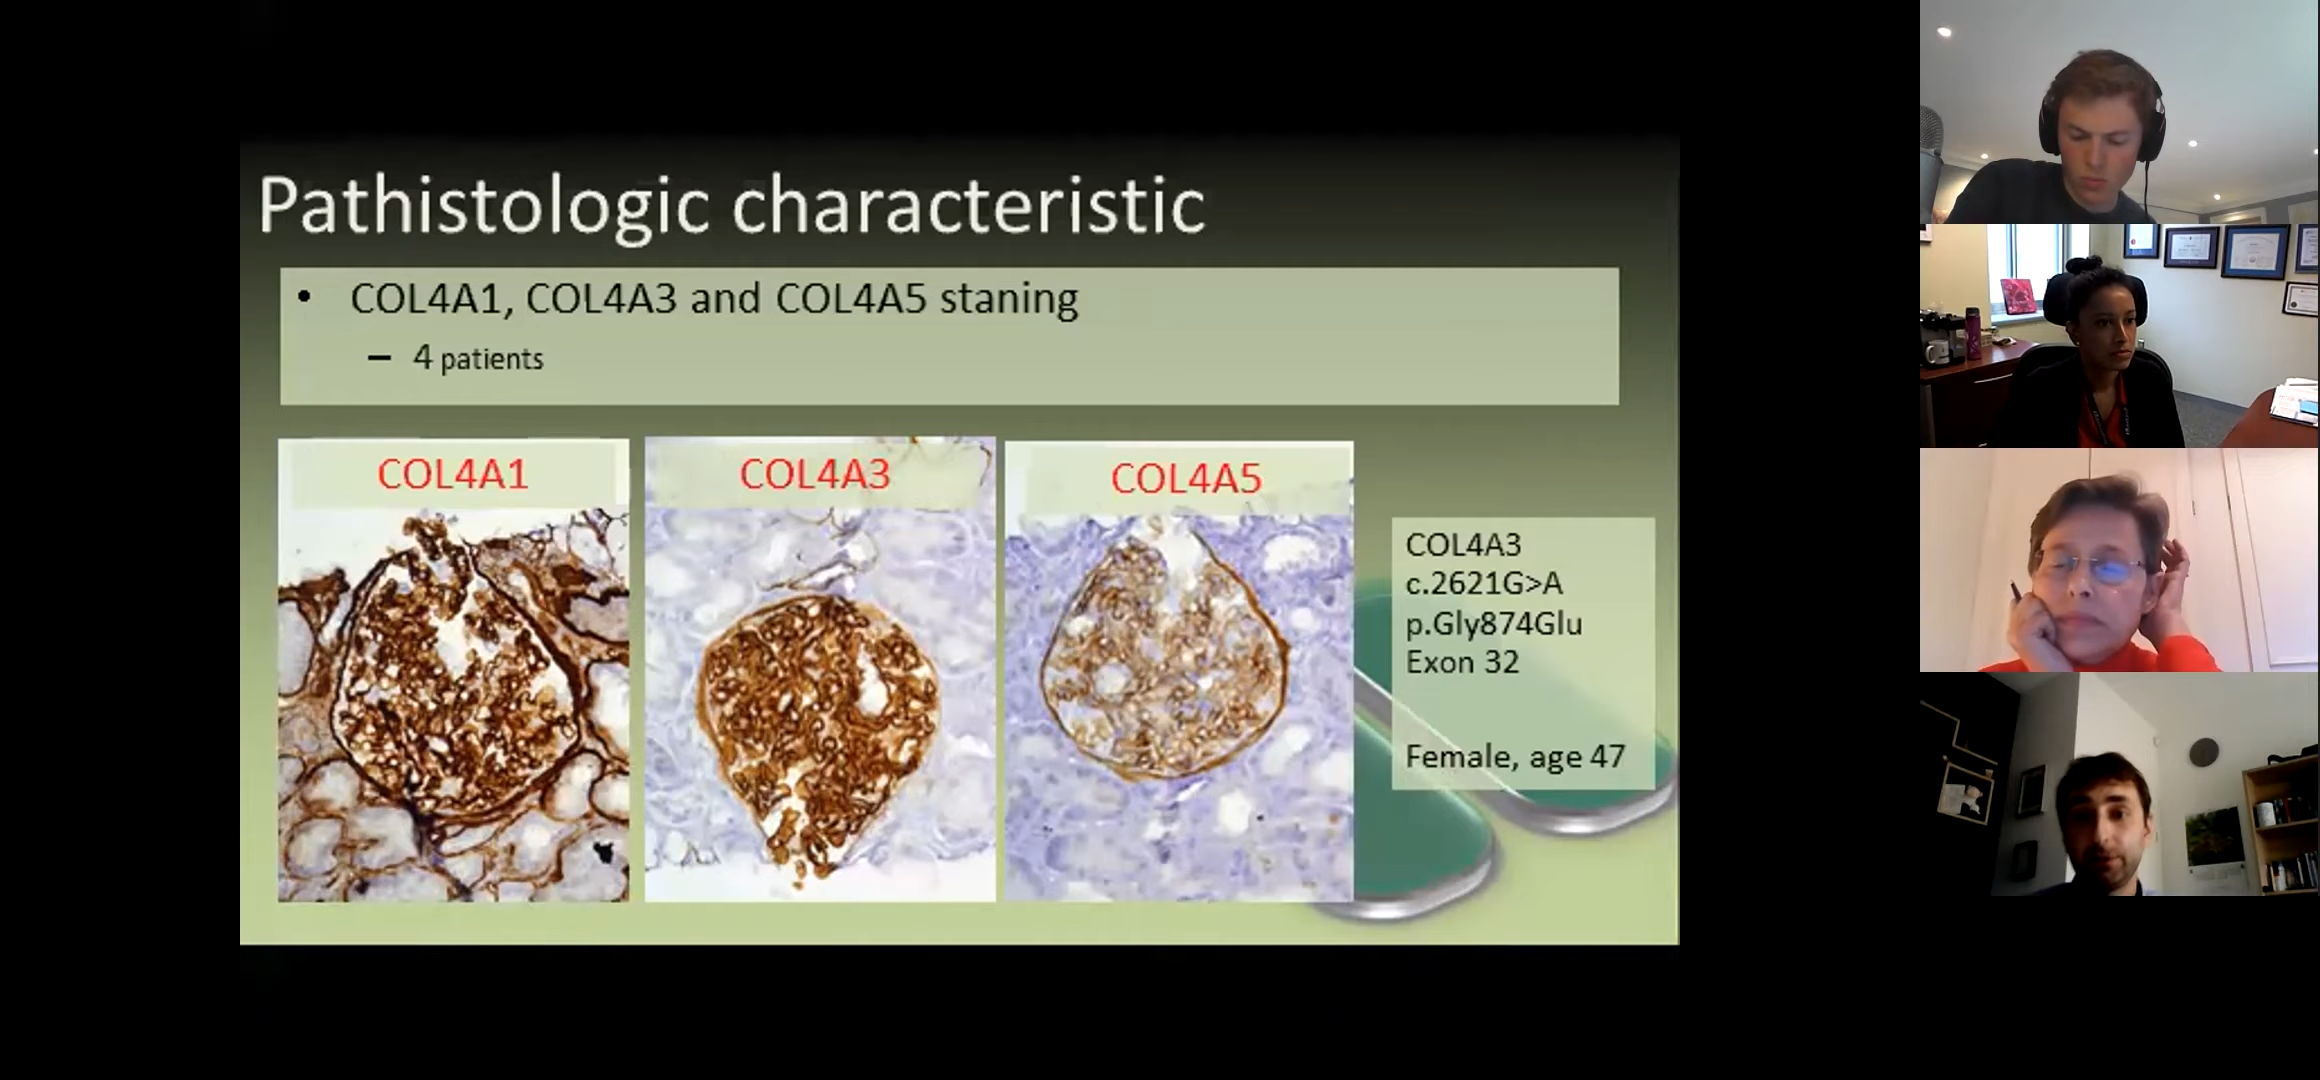 Pathistologic characteristic
• COL4A1, COL4A3 and COL4A5 staning
– 4 patients
COL4A1
COL4A3
COL4A5
COL4A3
c.2621G>A
p.Gly874Glu
Exon 32
Female, age 47